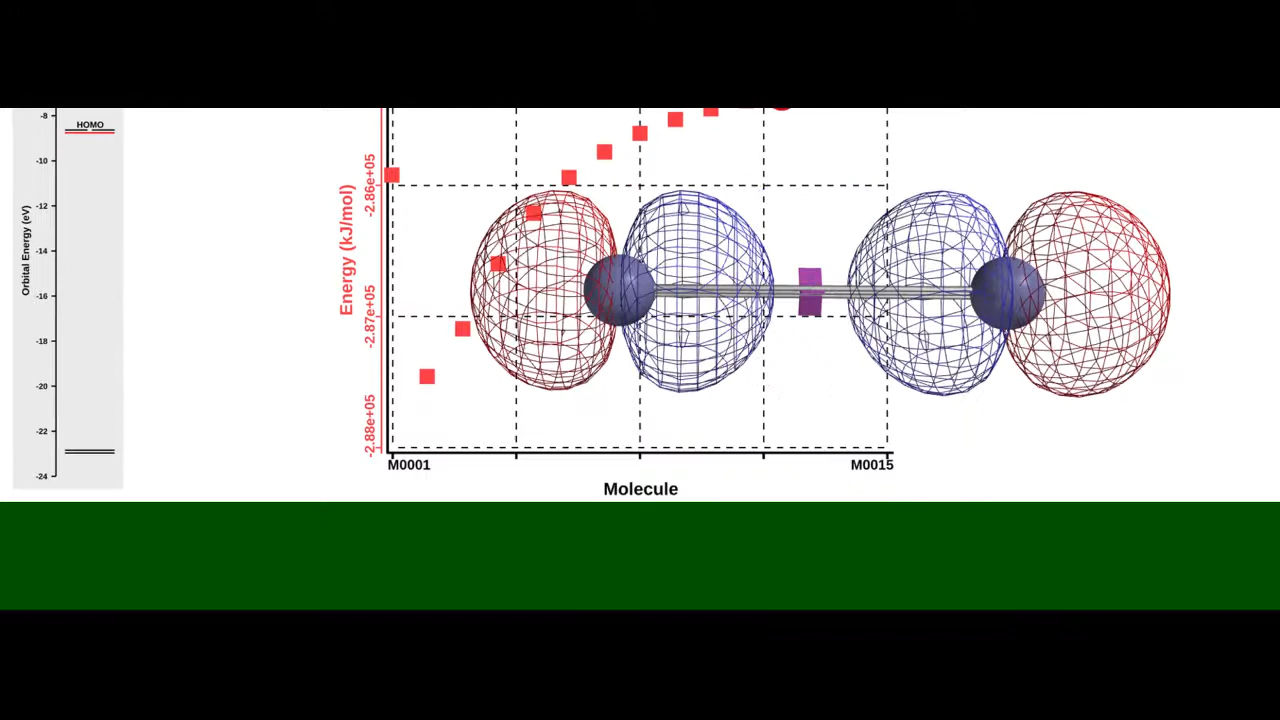 -8
HOMO
-10
-12
-14
-16
-18
-20
-22
-24
Orbital Energy (eV)
Energy (kJ/mol)
-2.86e+05
-2.87e+05
-2.88e+05
M0001
M0015
Molecule